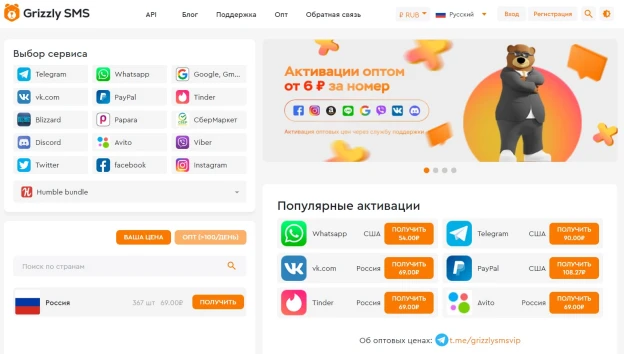 Grizzly SMS
API
Блог
Поддержка
Опт
Обратная связь
₽ RUB
Русский
Вход
Регистрация
Выбор сервиса
Telegram
Whatsapp
Google, Gm...
vk.com
PayPal
Tinder
Blizzard
Papara
СберМаркет
Discord
Avito
Viber
Twitter
facebook
Instagram
Humble bundle
ВАША ЦЕНА
ОПТ (+100/ДЕНЬ)
Поиск по странам
Россия
367 шт
69.00₽
ПОЛУЧИТЬ
Активации оптом
от 6 ₽ за номер
Активация оптовых цен через службу поддержки
Популярные активации
Whatsapp
США
ПОЛУЧИТЬ
54.00₽
Telegram
США
ПОЛУЧИТЬ
90.00₽
vk.com
Россия
ПОЛУЧИТЬ
69.00₽
PayPal
США
ПОЛУЧИТЬ
108.27₽
Tinder
Россия
ПОЛУЧИТЬ
69.00₽
Avito
Россия
ПОЛУЧИТЬ
69.00₽
Об оптовых ценах: t.me/grizzlysmsvip